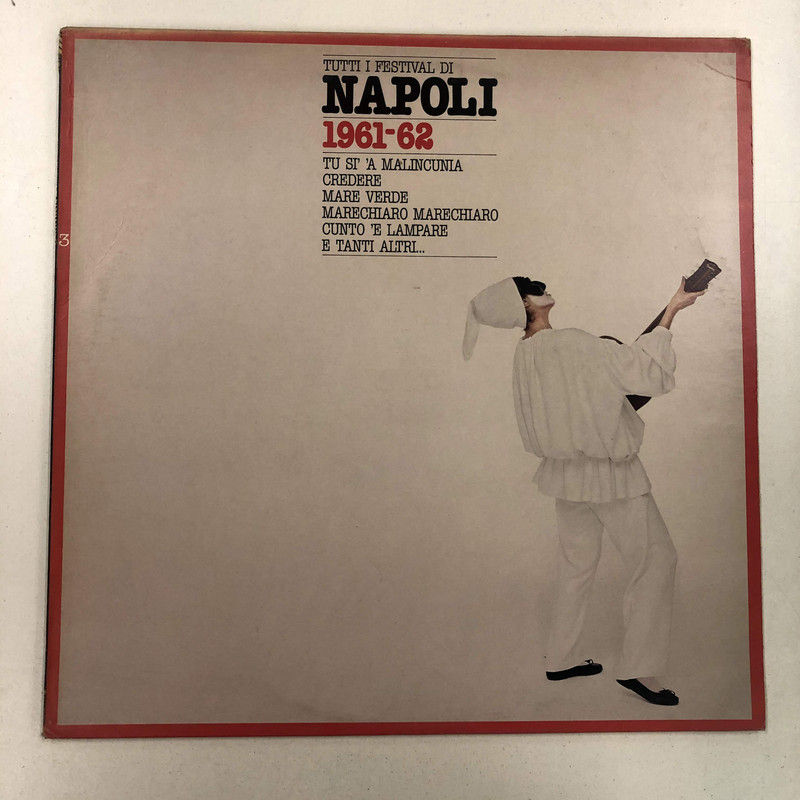 TUTTI I FESTIVAL DI
NAPOLI
1961-62
TU SI' 'A MALINCUNIA
CREDERE
MARE VERDE
MARECHIARO MARECHIARO
CUNTO 'E LAMPARE
E TANTI ALTRI...
3